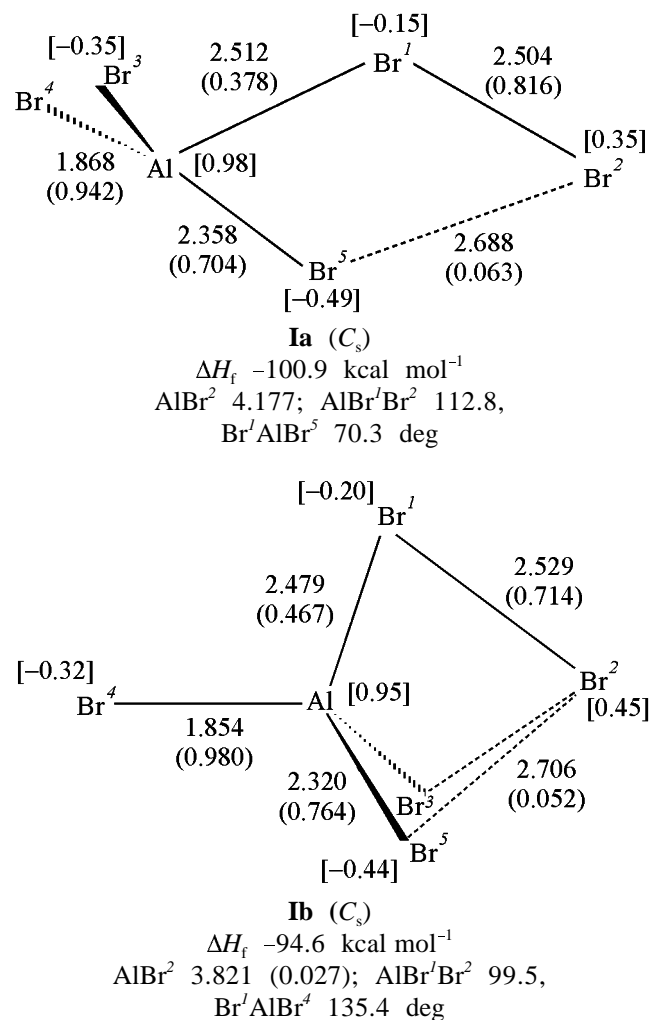 [−0.15]
[−0.35]
Br³
2.512
(0.378)
Br¹
2.504
(0.816)
Br⁴
[0.35]
1.868
(0.942)
Al [0.98]
Br²
2.358
(0.704)
2.688
(0.063)
Br⁵
[−0.49]
Ia (Cₛ)
ΔH_f –100.9 kcal mol⁻¹
AlBr² 4.177; AlBr¹Br² 112.8,
Br¹AlBr⁵ 70.3 deg
[−0.20]
Br¹
2.479
(0.467)
2.529
(0.714)
[−0.32]
Br⁴
Al [0.95]
Br²
[0.45]
1.854
(0.980)
2.320
(0.764)
2.706
(0.052)
Br³
Br⁵
[−0.44]
Ib (Cₛ)
ΔH_f –94.6 kcal mol⁻¹
AlBr² 3.821 (0.027); AlBr¹Br² 99.5,
Br¹AlBr⁴ 135.4 deg